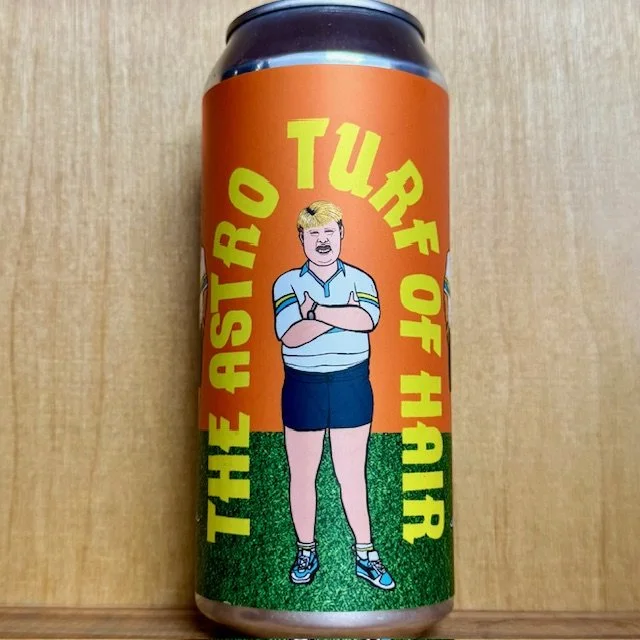 THE ASTRO TURF OF HAIR